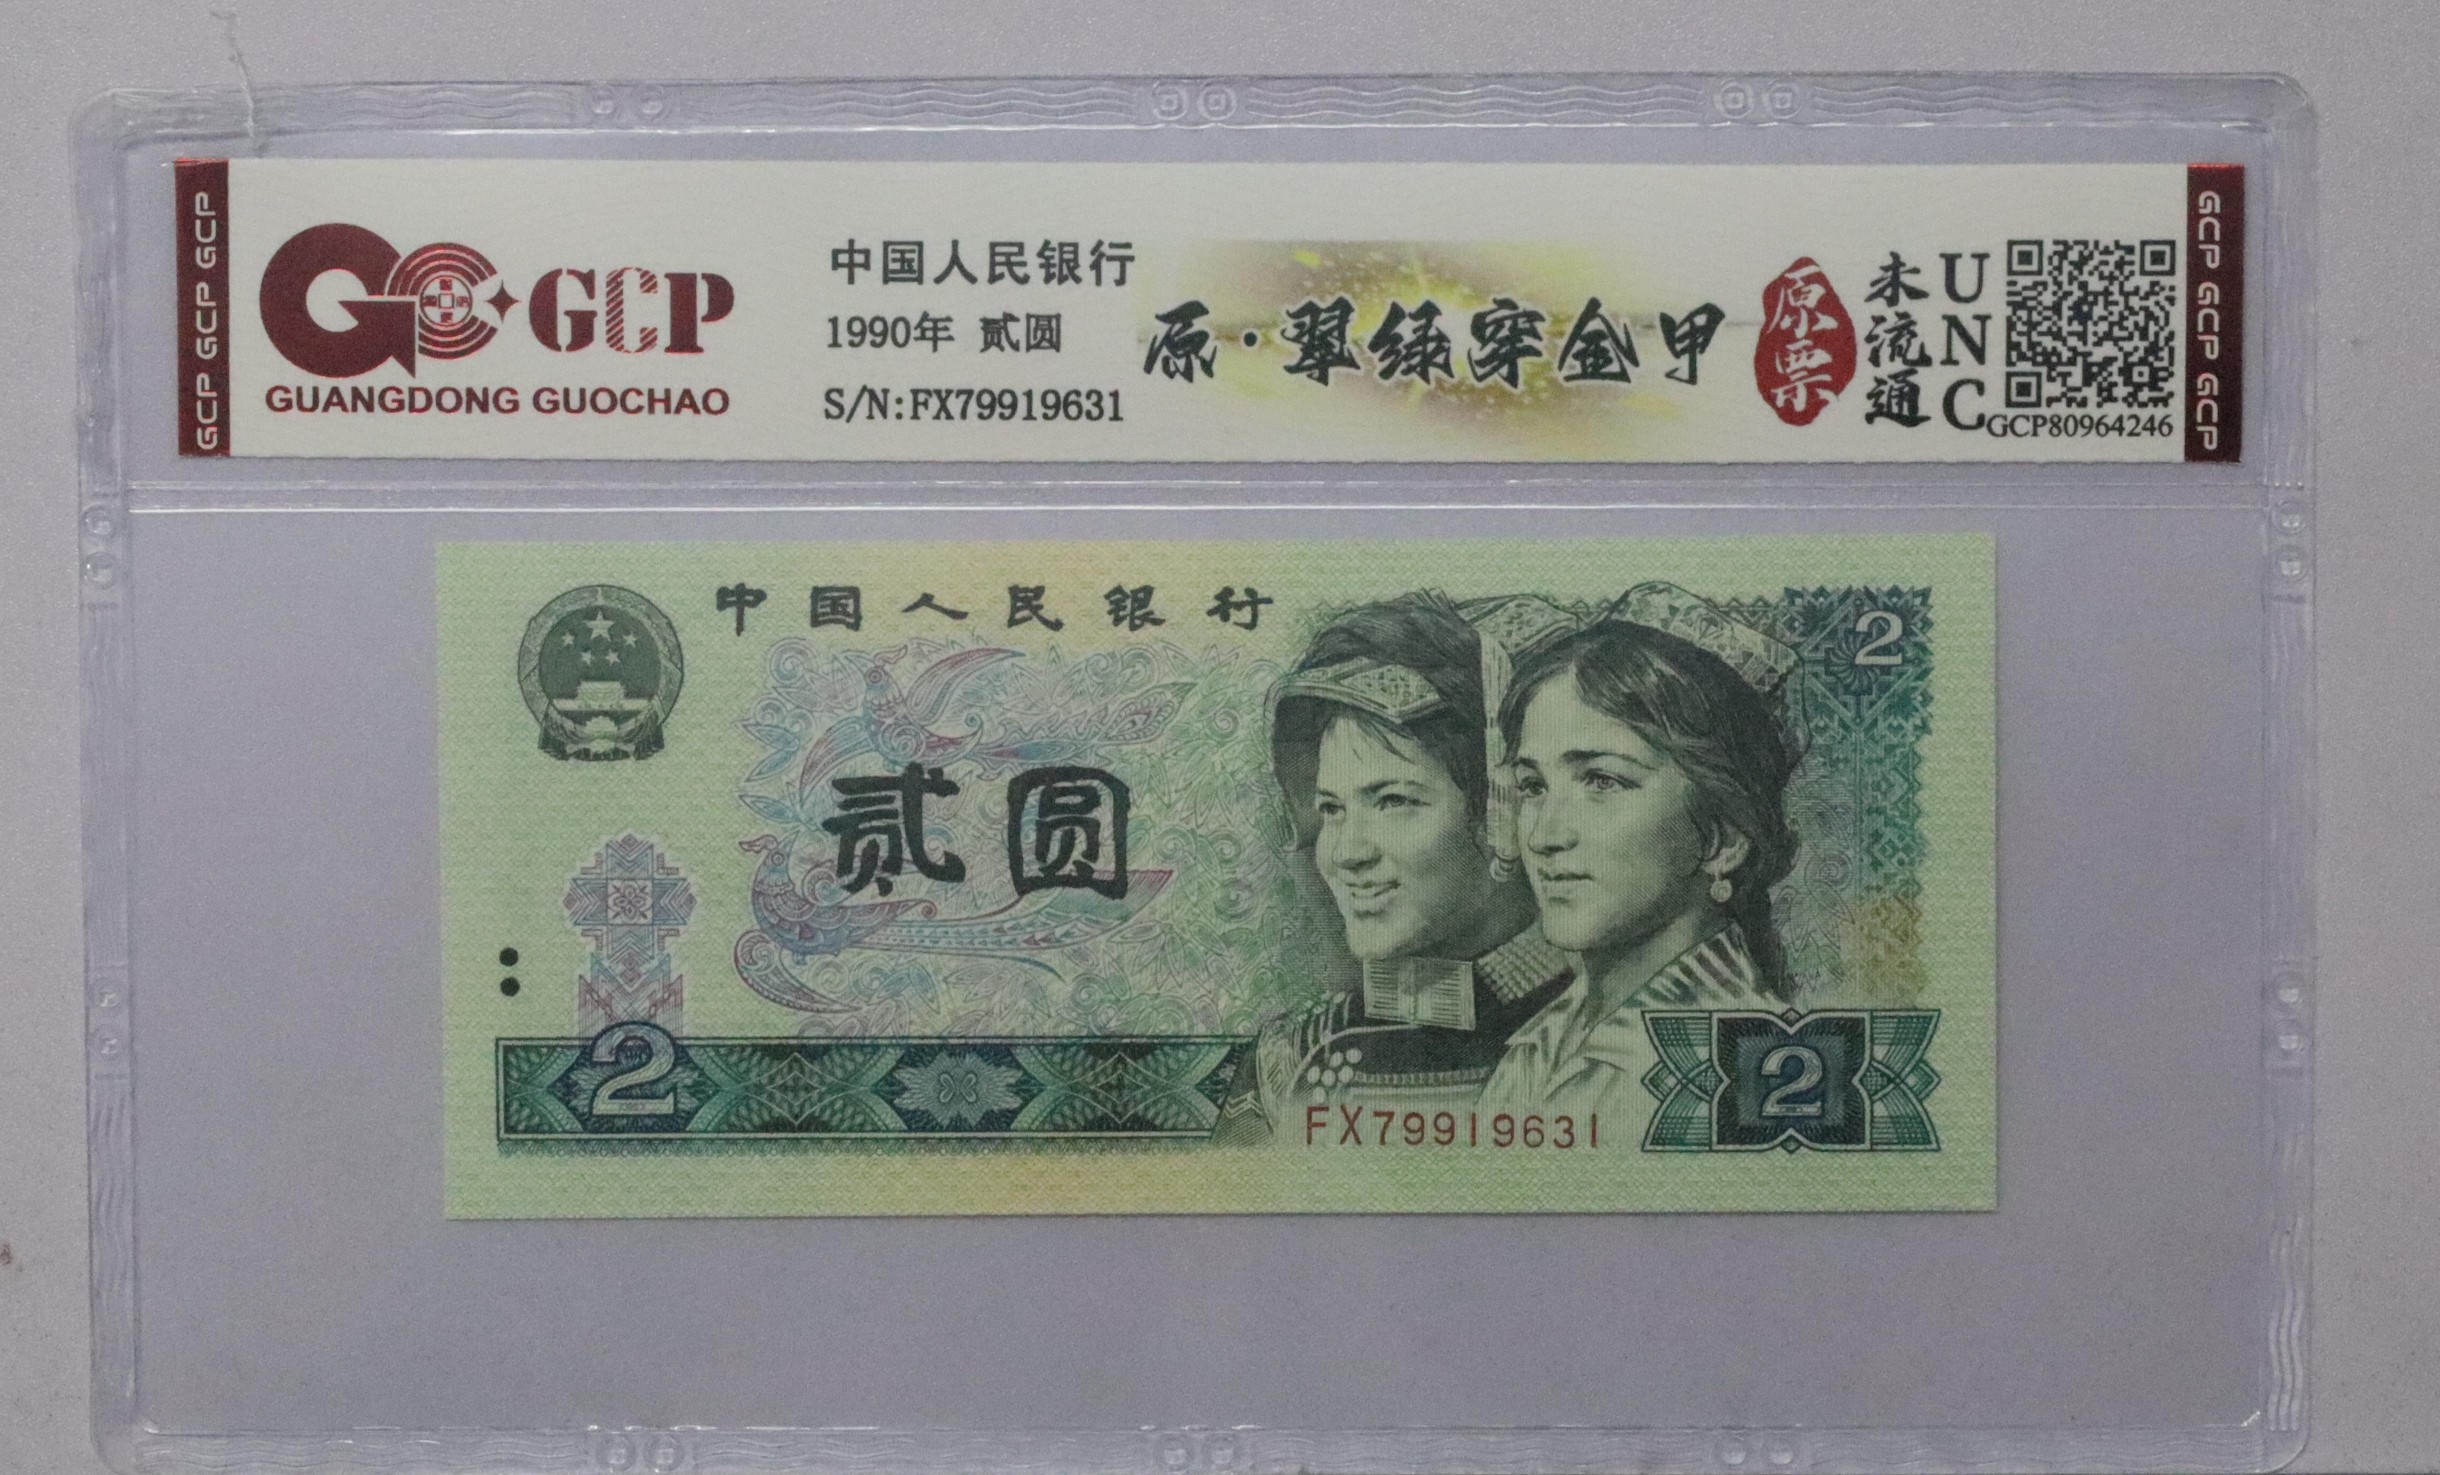 GCP GCP GCP
GCP
GUANGDONG GUOCHAO
中国人民银行
1990年 贰圆
S/N:FX79919631
原·翠绿穿金甲
原票
未流通
UNC
GCP80964246
GCP GCP GCP
中国人民银行
2
贰圆
2
FX79919631
2